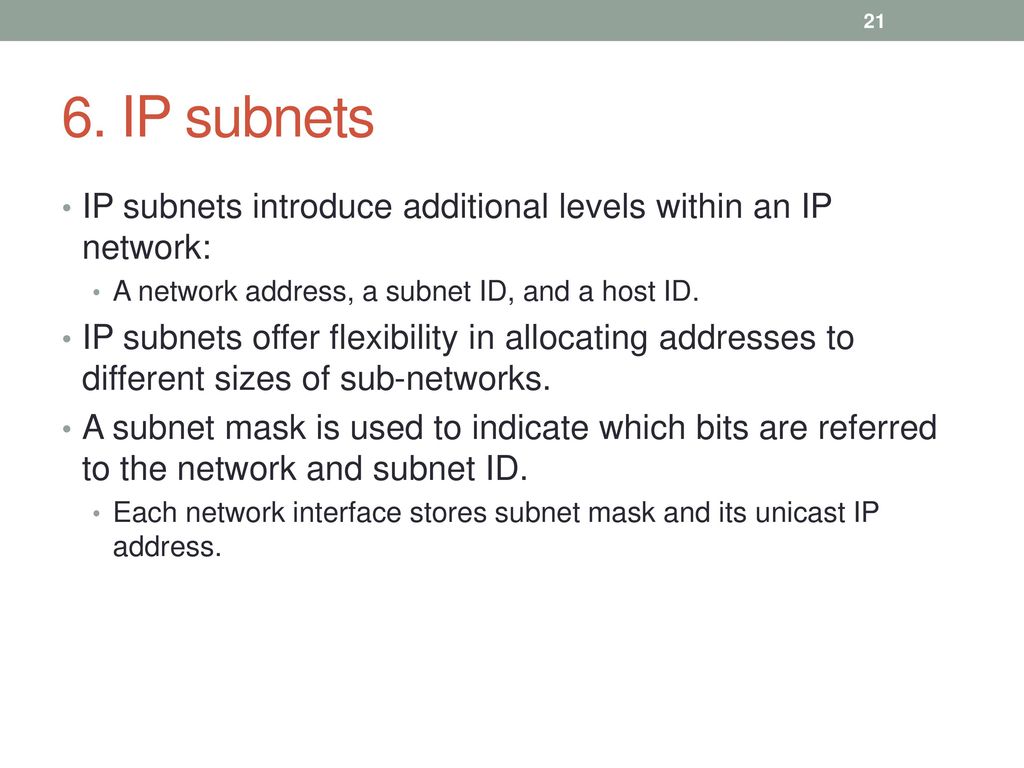 21
6. IP subnets
• IP subnets introduce additional levels within an IP
network:
• A network address, a subnet ID, and a host ID.
• IP subnets offer flexibility in allocating addresses to
different sizes of sub-networks.
• A subnet mask is used to indicate which bits are referred
to the network and subnet ID.
• Each network interface stores subnet mask and its unicast IP
address.